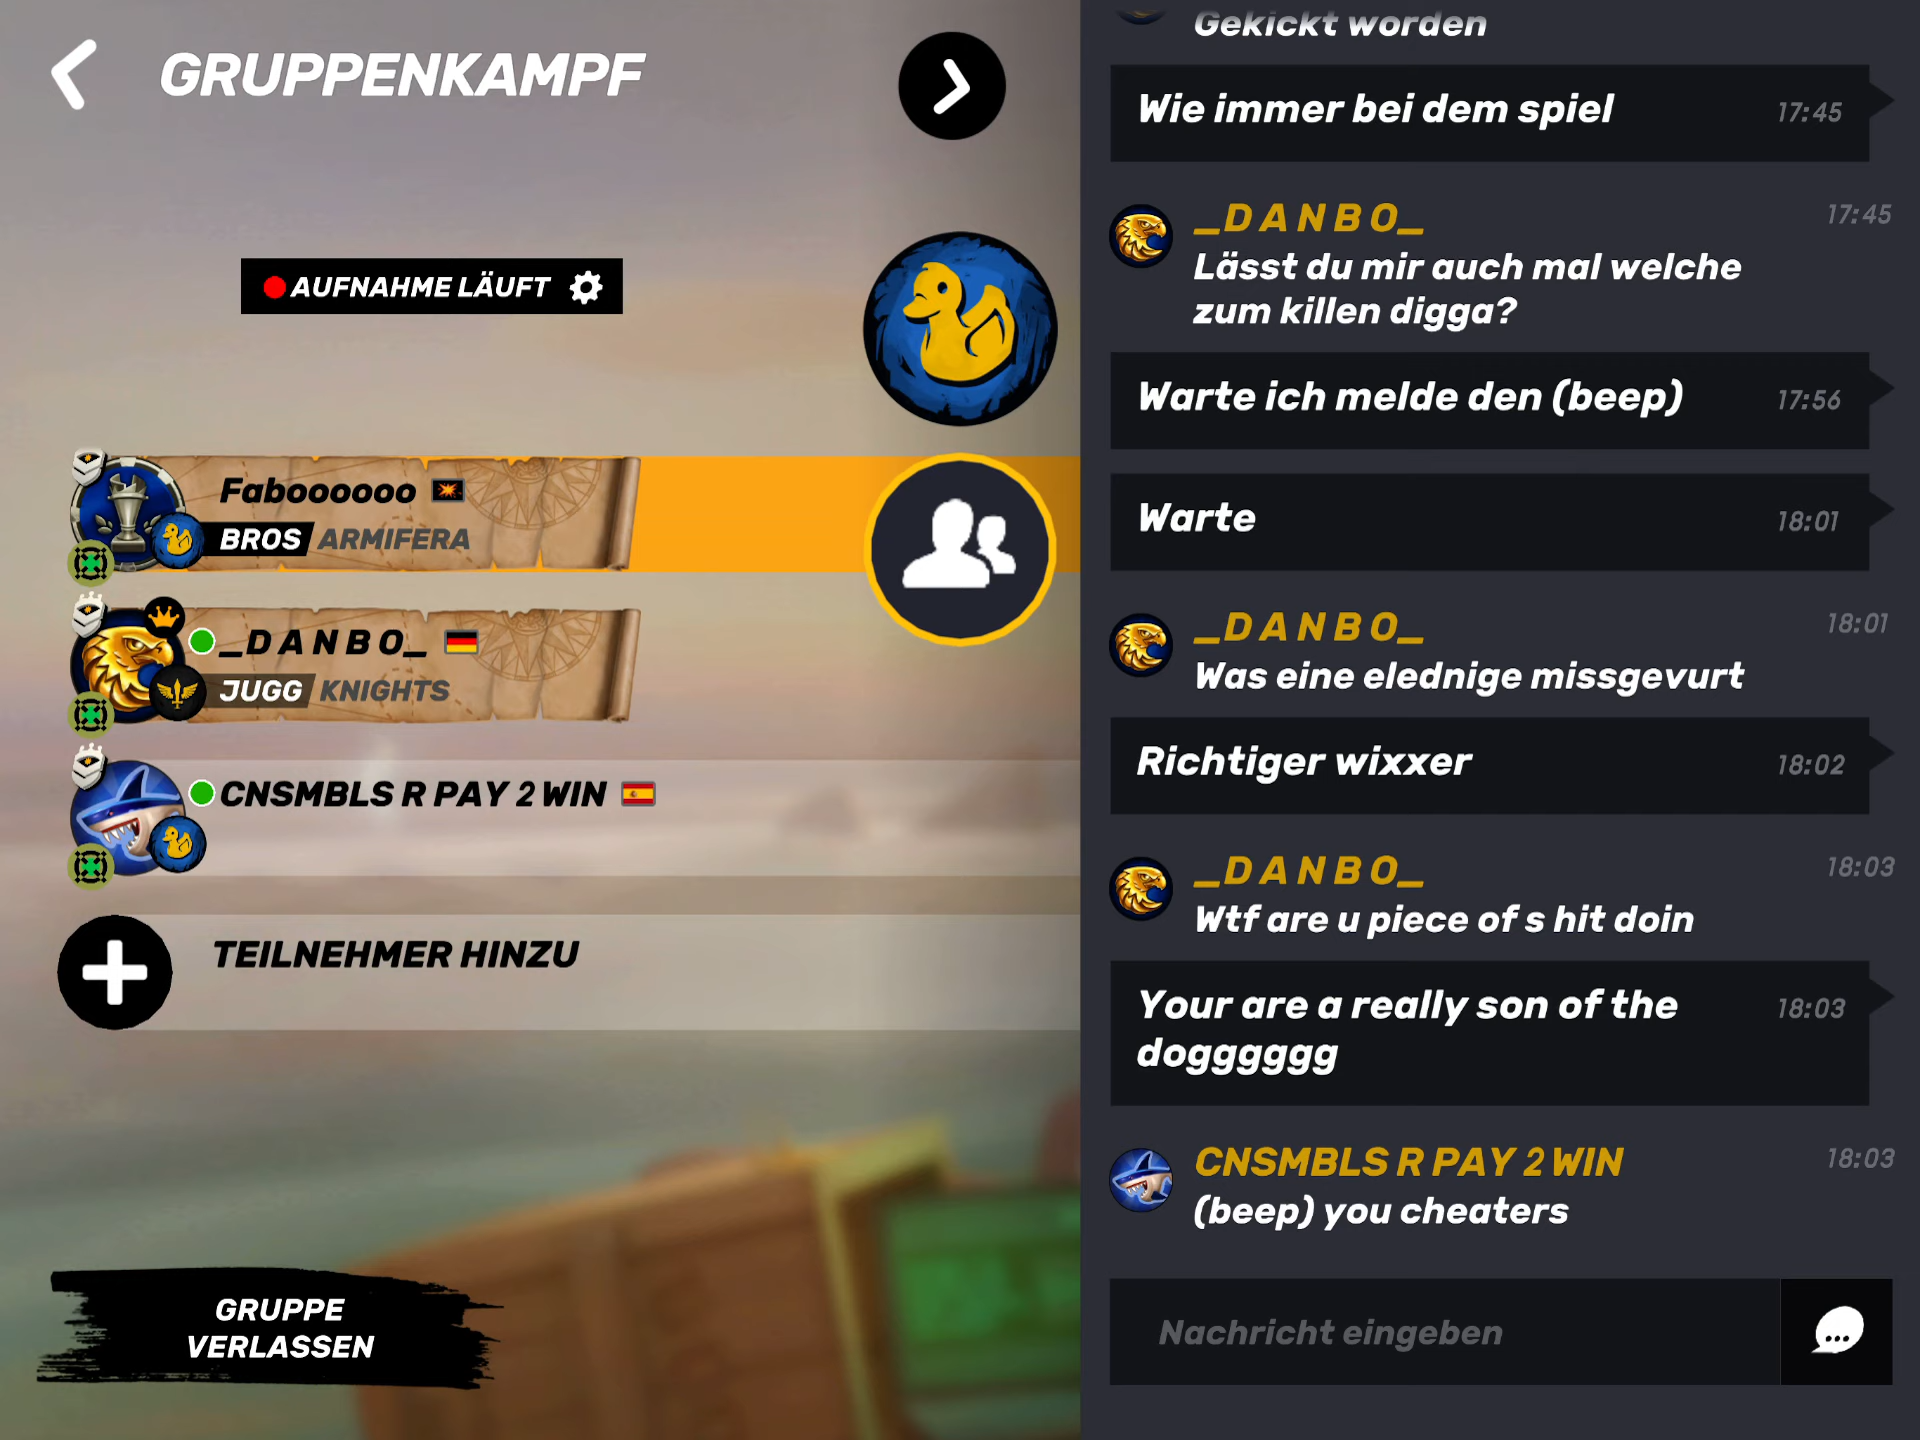 GRUPPENKAMPF
AUFNAHME LÄUFT
Faboooooo
BROS ARMIFERA
_D A N B O_
JUGG KNIGHTS
CNSMBLS R PAY 2 WIN
TEILNEHMER HINZU
GRUPPE
VERLASSEN
Gekickt worden
Wie immer bei dem spiel 17:45
_D A N B O_ 17:45
Lässt du mir auch mal welche
zum killen digga?
Warte ich melde den (beep) 17:56
Warte 18:01
_D A N B O_ 18:01
Was eine elednige missgevurt
Richtiger wixxer 18:02
_D A N B O_ 18:03
Wtf are u piece of s hit doin
Your are a really son of the 18:03
dogggggg
CNSMBLS R PAY 2 WIN 18:03
(beep) you cheaters
Nachricht eingeben